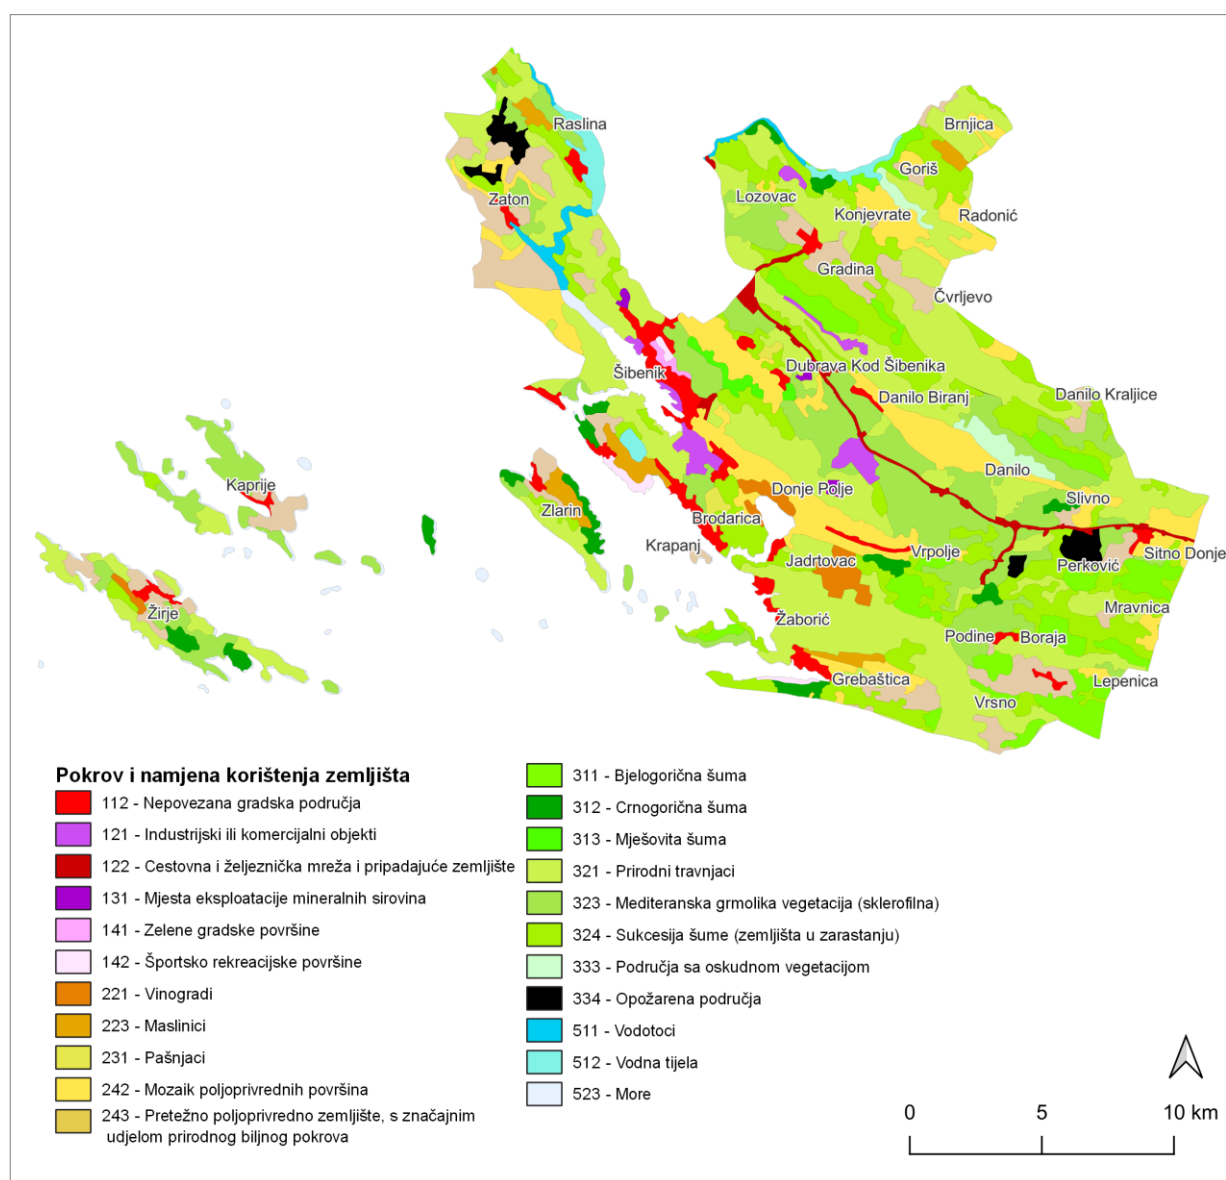 Raslina
Brnjica
Goriš
Zaton
Lozovac
Konjevrate
Radonić
Gradina
Čvrljevo
Šibenik
Dubrava Kod Šibenika
Danilo Biranj
Danilo Kraljice
Danilo
Kaprije
Donje Polje
Slivno
Zlarin
Brodarica
Krapanj
Jadrtovac
Vrpolje
Perković
Sitno Donje
Žirje
Žaborić
Mravnica
Podine
Boraja
Grebaštica
Lepenica
Vrsno
Pokrov i namjena korištenja zemljišta
112 - Nepovezana gradska područja
121 - Industrijski ili komercijalni objekti
122 - Cestovna i željeznička mreža i pripadajuće zemljište
131 - Mjesta eksploatacije mineralnih sirovina
141 - Zelene gradske površine
142 - Športsko rekreacijske površine
221 - Vinogradi
223 - Maslinici
231 - Pašnjaci
242 - Mozaik poljoprivrednih površina
243 - Pretežno poljoprivredno zemljište, s značajnim
udjelom prirodnog biljnog pokrova
311 - Bjelogorična šuma
312 - Crnogorična šuma
313 - Mješovita šuma
321 - Prirodni travnjaci
323 - Mediteranska grmolika vegetacija (sklerofilna)
324 - Sukcesija šume (zemljišta u zarastanju)
333 - Područja sa oskudnom vegetacijom
334 - Opožarena područja
511 - Vodotoci
512 - Vodna tijela
523 - More
0 5 10 km